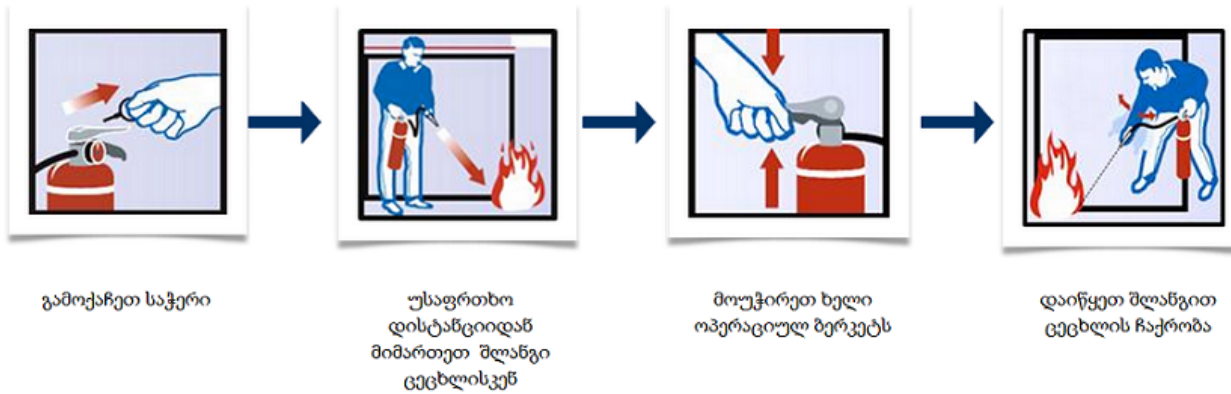 გამოქაჩეთ საჭერი
უსაფრთხო
დისტანციიდან
მიმართეთ შლანგი
ცეცხლისკენ
მოუჭირეთ ხელი
ოპერაციულ ბერკეტს
დაიწყეთ შლანგით
ცეცხლის ჩაქრობა